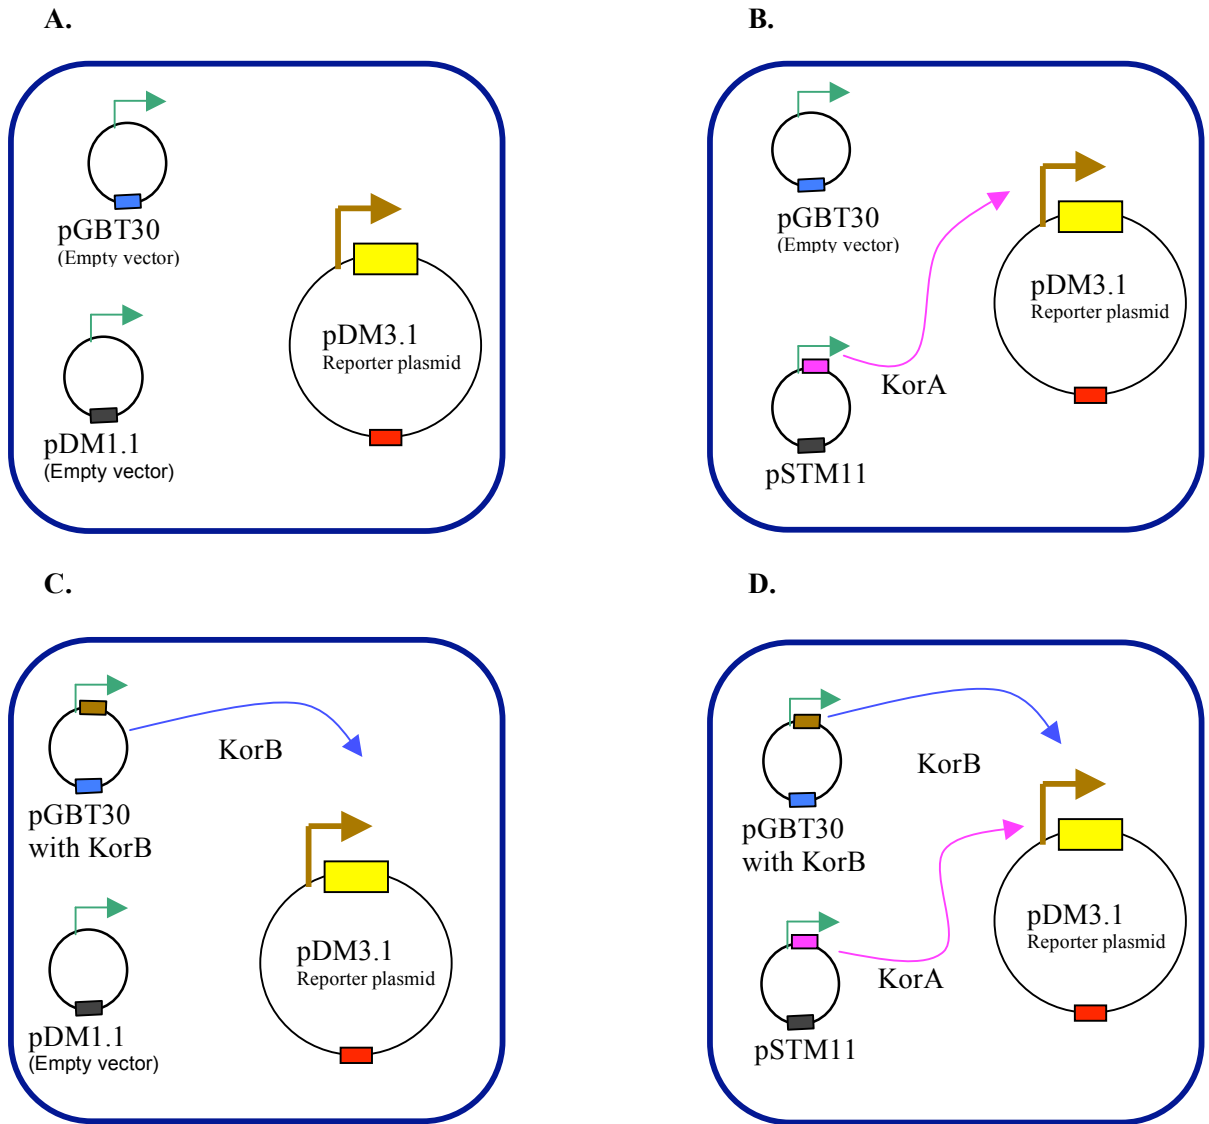 A.
pGBT30
(Empty vector)
pDM3.1
Reporter plasmid
pDM1.1
(Empty vector)
B.
pGBT30
(Empty vector)
pDM3.1
Reporter plasmid
KorA
pSTM11
C.
KorB
pGBT30
with KorB
pDM3.1
Reporter plasmid
pDM1.1
(Empty vector)
D.
KorB
pGBT30
with KorB
pDM3.1
Reporter plasmid
KorA
pSTM11